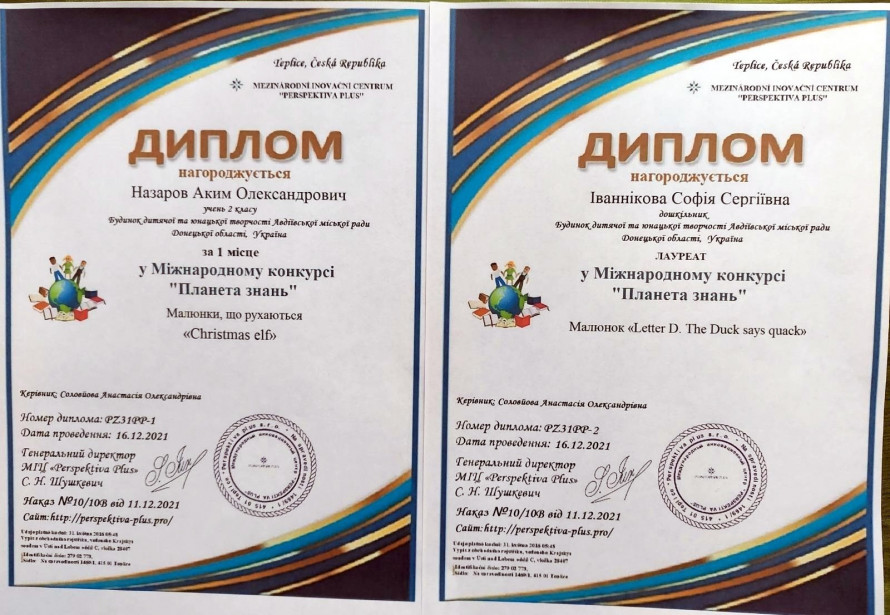 Teplice, Česká Republika
MEZINÁRODNÍ INOVAČNÍ CENTRUM
"PERSPEKTIVA PLUS"
ДИПЛОМ
нагороджується
Назаров Аким Олександрович
учень 2 класу
Будинок дитячої та юнацької творчості Авдіївської міської ради
Донецької області, Україна
за 1 місце
у Міжнародному конкурсі
"Планета знань"
Малюнки, що рухаються
«Christmas elf»
Керівник: Соловйова Анастасія Олександрівна
Номер диплома: PZ31PP-1
Дата проведення: 16.12.2021
Генеральний директор
МІЦ «Perspektiva Plus»
С. Н. Шушкевич
Наказ №10/10В від 11.12.2021
Сайт: http://perspektiva-plus.pro/
Teplice, Česká Republika
MEZINÁRODNÍ INOVAČNÍ CENTRUM
"PERSPEKTIVA PLUS"
ДИПЛОМ
нагороджується
Іваннікова Софія Сергіївна
дошкільник
Будинок дитячої та юнацької творчості Авдіївської міської ради
Донецької області, Україна
ЛАУРЕАТ
у Міжнародному конкурсі
"Планета знань"
Малюнок «Letter D. The Duck says quack»
Керівник: Соловйова Анастасія Олександрівна
Номер диплома: PZ31PP-2
Дата проведення: 16.12.2021
Генеральний директор
МІЦ «Perspektiva Plus»
С. Н. Шушкевич
Наказ №10/10В від 11.12.2021
Сайт: http://perspektiva-plus.pro/